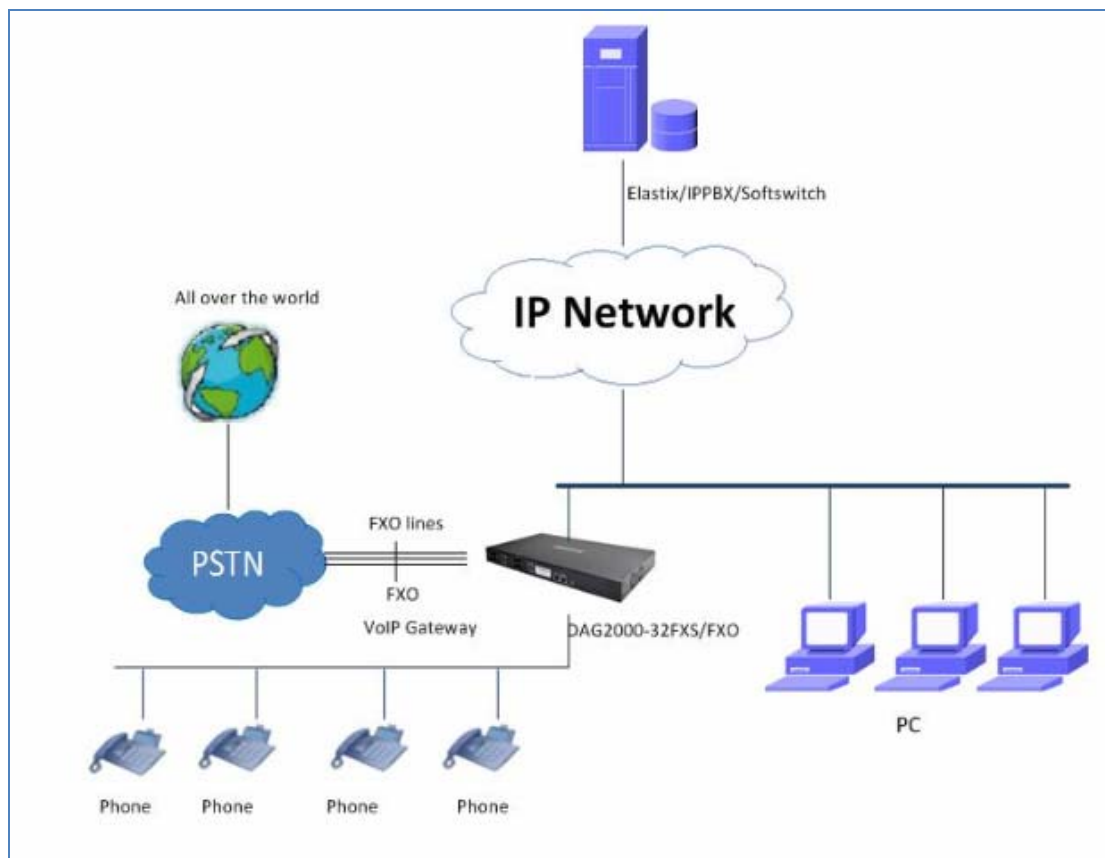 Elastix/IPPBX/Softswitch
IP Network
All over the world
FXO lines
PSTN
FXO
VoIP Gateway
DAG2000-32FXS/FXO
PC
Phone
Phone
Phone
Phone